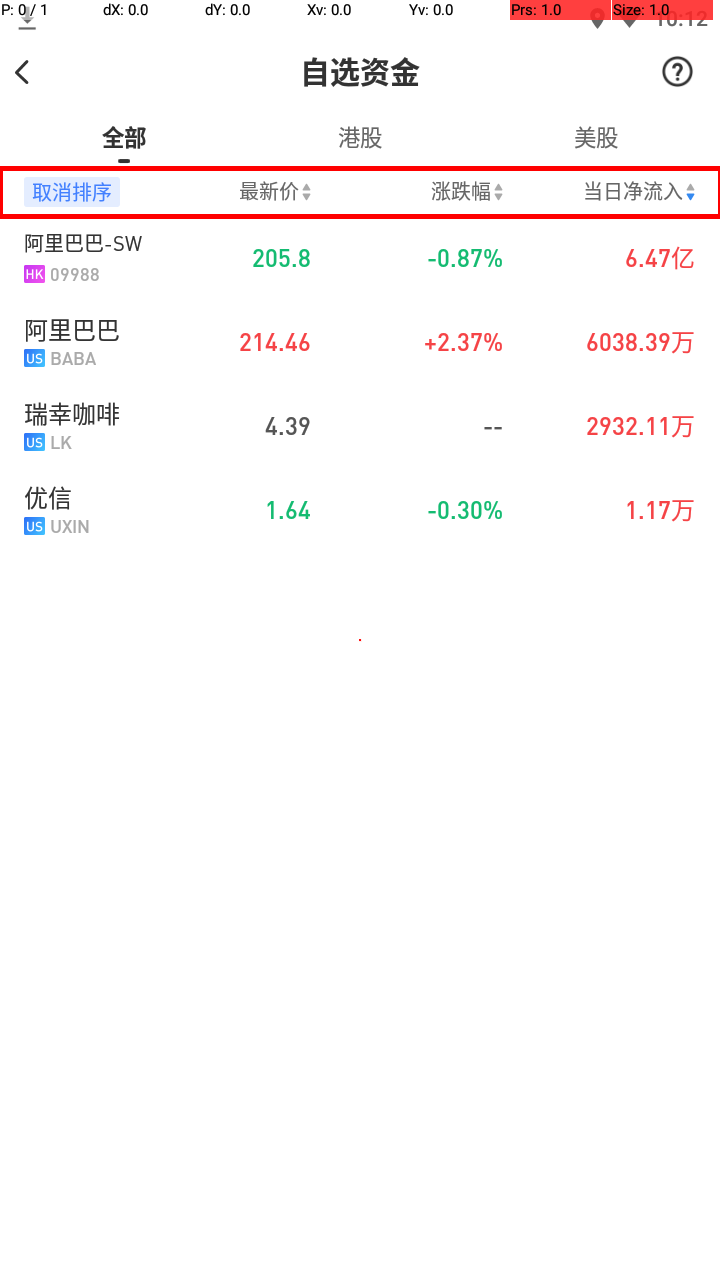 P: 0 / 1 dX: 0.0 dY: 0.0 Xv: 0.0 Yv: 0.0 Prs: 1.0 Size: 1.0
10:12
自选资金
全部 港股 美股
取消排序 最新价 涨跌幅 当日净流入
阿里巴巴-SW 205.8 -0.87% 6.47亿
HK 09988
阿里巴巴 214.46 +2.37% 6038.39万
US BABA
瑞幸咖啡 4.39 -- 2932.11万
US LK
优信 1.64 -0.30% 1.17万
US UXIN